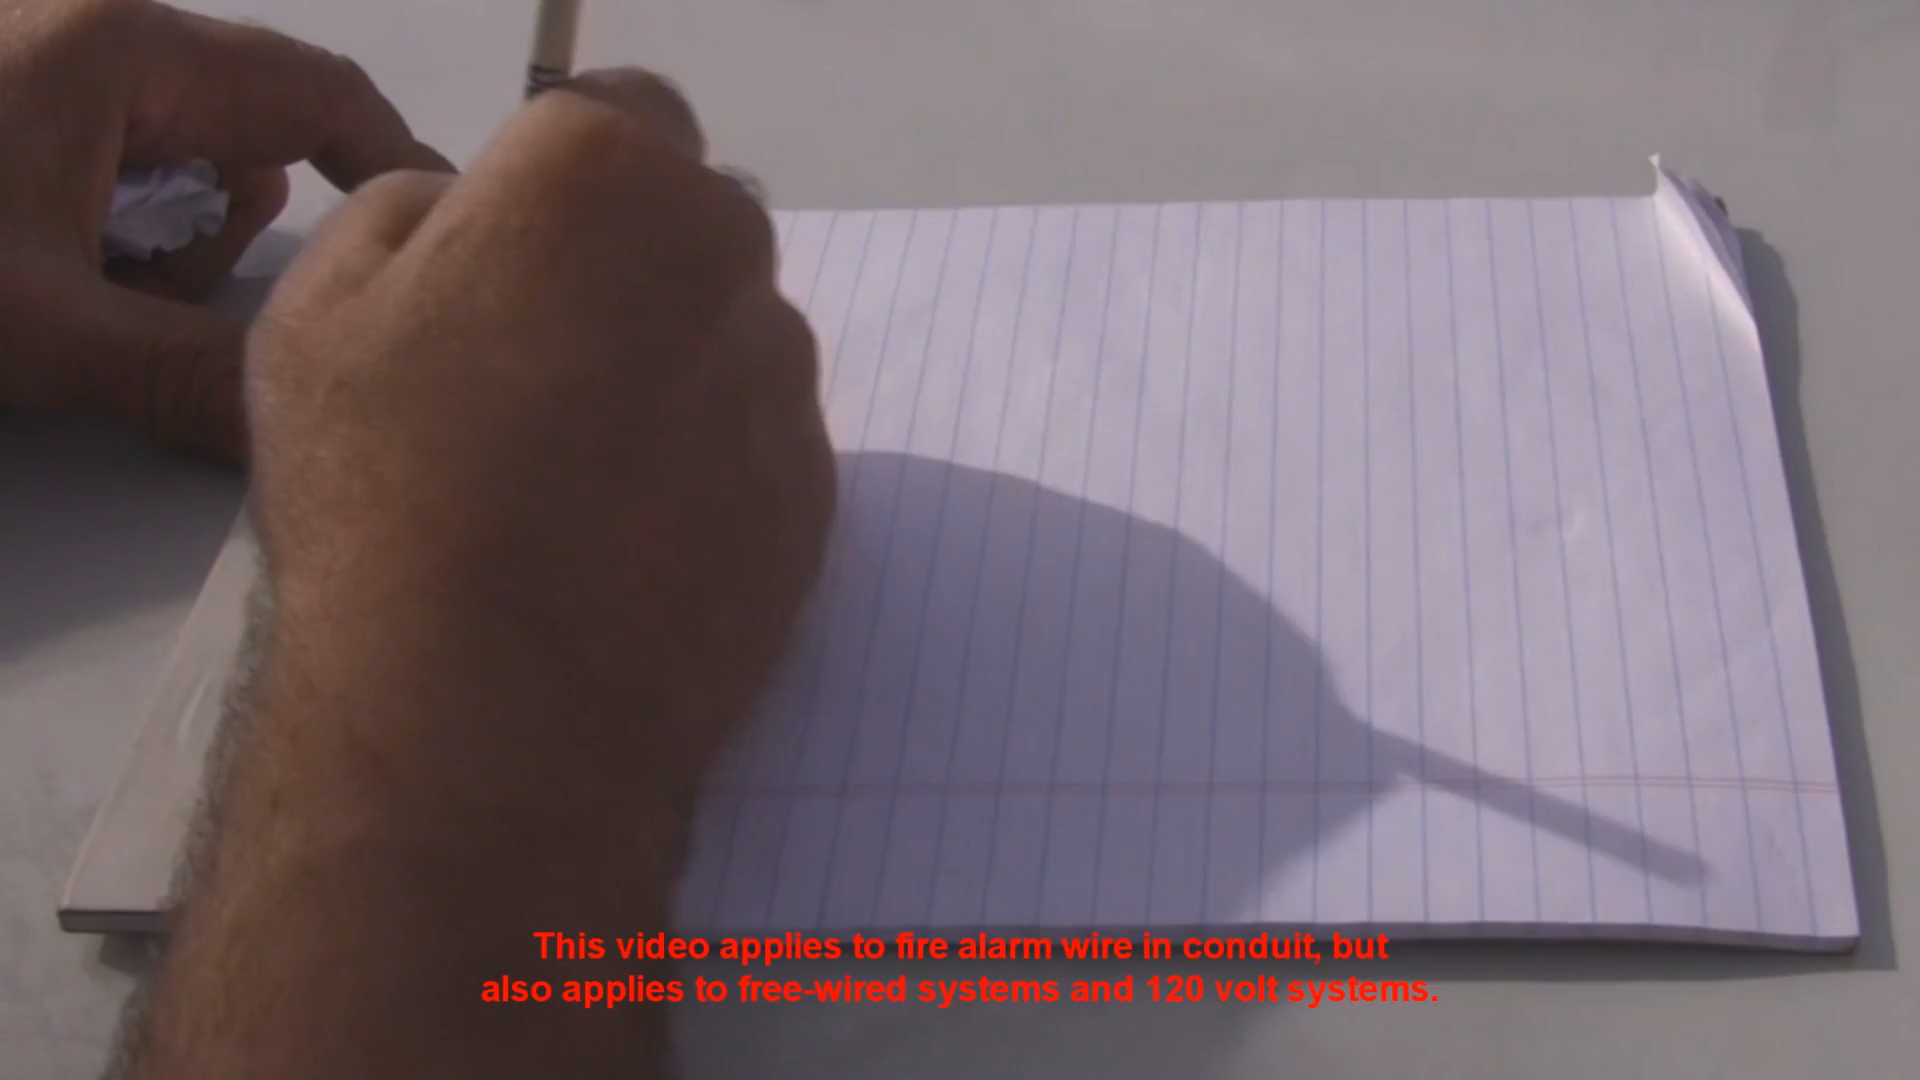 This video applies to fire alarm wire in conduit, but
also applies to free-wired systems and 120 volt systems.